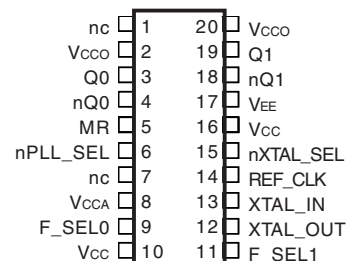 nc 1 20 VCCO
VCCO 2 19 Q1
Q0 3 18 nQ1
nQ0 4 17 VEE
MR 5 16 VCC
nPLL_SEL 6 15 nXTAL_SEL
nc 7 14 REF_CLK
VCCA 8 13 XTAL_IN
F_SEL0 9 12 XTAL_OUT
VCC 10 11 F_SEL1